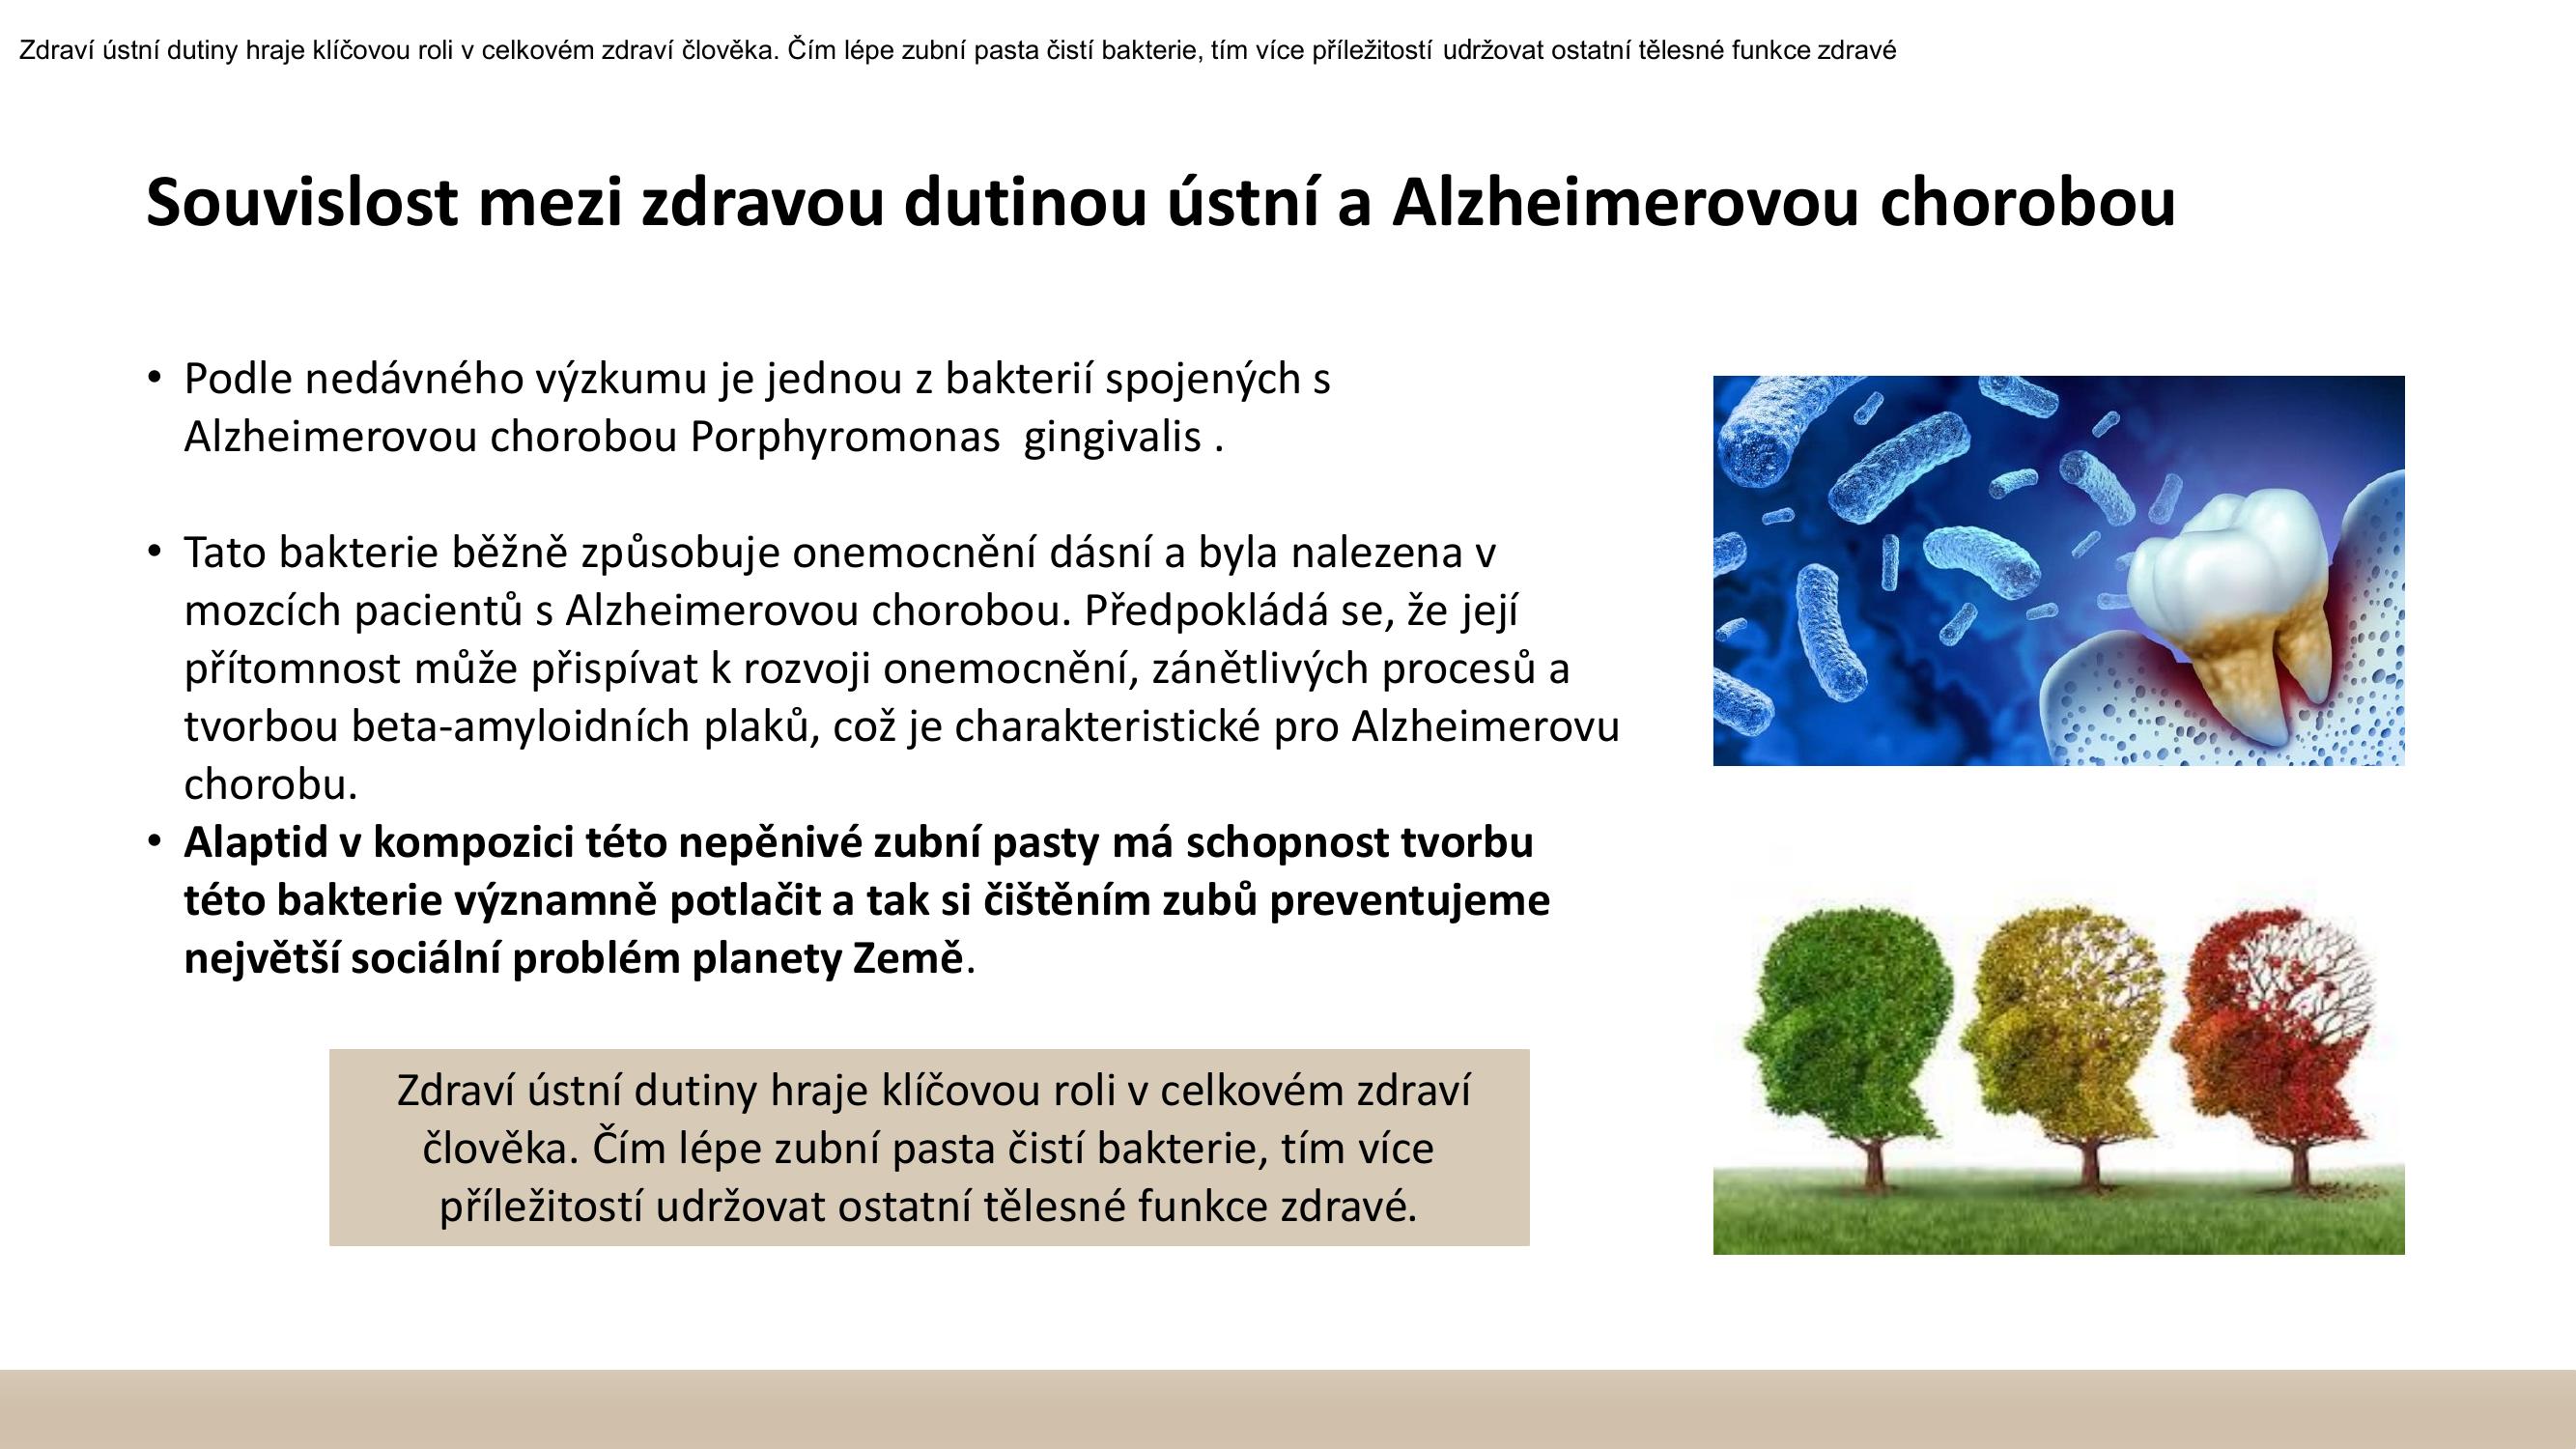 Zdraví ústní dutiny hraje klíčovou roli v celkovém zdraví člověka. Čím lépe zubní pasta čistí bakterie, tím více příležitostí udržovat ostatní tělesné funkce zdravé
Souvislost mezi zdravou dutinou ústní a Alzheimerovou chorobou
• Podle nedávného výzkumu je jednou z bakterií spojených s
Alzheimerovou chorobou Porphyromonas  gingivalis .
• Tato bakterie běžně způsobuje onemocnění dásní a byla nalezena v
mozcích pacientů s Alzheimerovou chorobou. Předpokládá se, že její
přítomnost může přispívat k rozvoji onemocnění, zánětlivých procesů a
tvorbou beta-amyloidních plaků, což je charakteristické pro Alzheimerovu
chorobu.
• Alaptid v kompozici této nepěnivé zubní pasty má schopnost tvorbu
této bakterie významně potlačit a tak si čištěním zubů preventujeme
největší sociální problém planety Země.
Zdraví ústní dutiny hraje klíčovou roli v celkovém zdraví
člověka. Čím lépe zubní pasta čistí bakterie, tím více
příležitostí udržovat ostatní tělesné funkce zdravé.